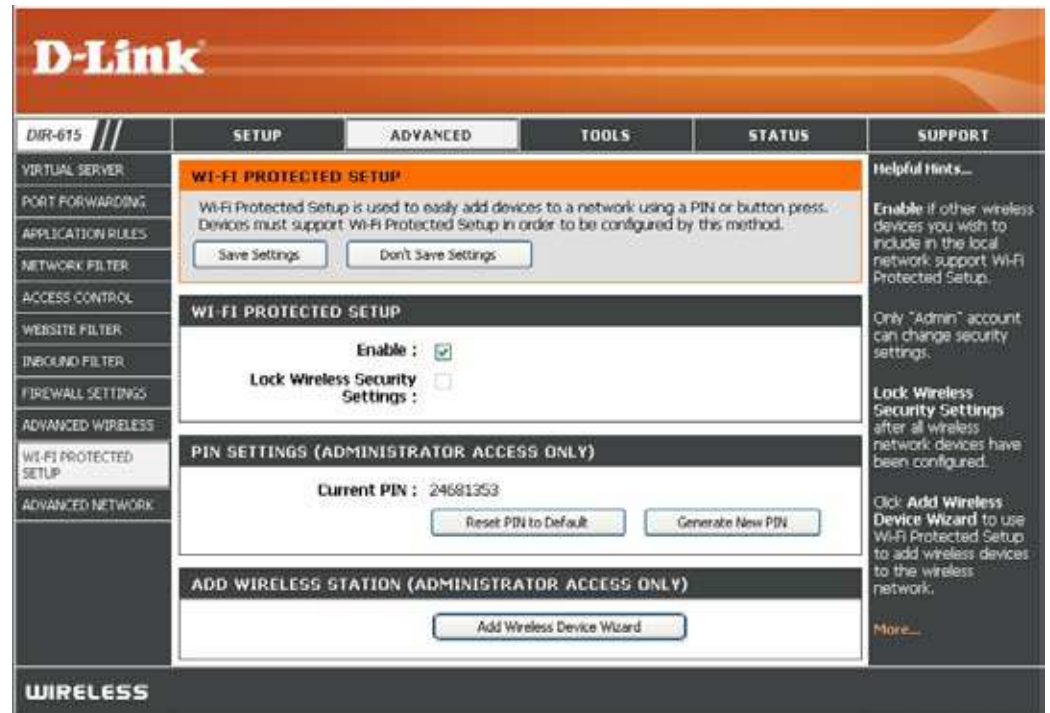 D-Link
DIR-615
SETUP
ADVANCED
TOOLS
STATUS
SUPPORT
VIRTUAL SERVER
PORT FORWARDING
APPLICATION RULES
NETWORK FILTER
ACCESS CONTROL
WEBSITE FILTER
INBOUND FILTER
FIREWALL SETTINGS
ADVANCED WIRELESS
WI-FI PROTECTED
SETUP
ADVANCED NETWORK
WI-FI PROTECTED SETUP
Wi-Fi Protected Setup is used to easily add devices to a network using a PIN or button press.
Devices must support Wi-Fi Protected Setup in order to be configured by this method.
Save Settings
Don't Save Settings
WI-FI PROTECTED SETUP
Enable :
Lock Wireless Security
Settings :
PIN SETTINGS (ADMINISTRATOR ACCESS ONLY)
Current PIN : 24681353
Reset PIN to Default
Generate New PIN
ADD WIRELESS STATION (ADMINISTRATOR ACCESS ONLY)
Add Wireless Device Wizard
Helpful Hints...
Enable if other wireless
devices you wish to
include in the local
network support Wi-Fi
Protected Setup.
Only "Admin" account
can change security
settings.
Lock Wireless
Security Settings
after all wireless
network devices have
been configured.
Click Add Wireless
Device Wizard to use
Wi-Fi Protected Setup
to add wireless devices
to the wireless
network.
More...
WIRELESS